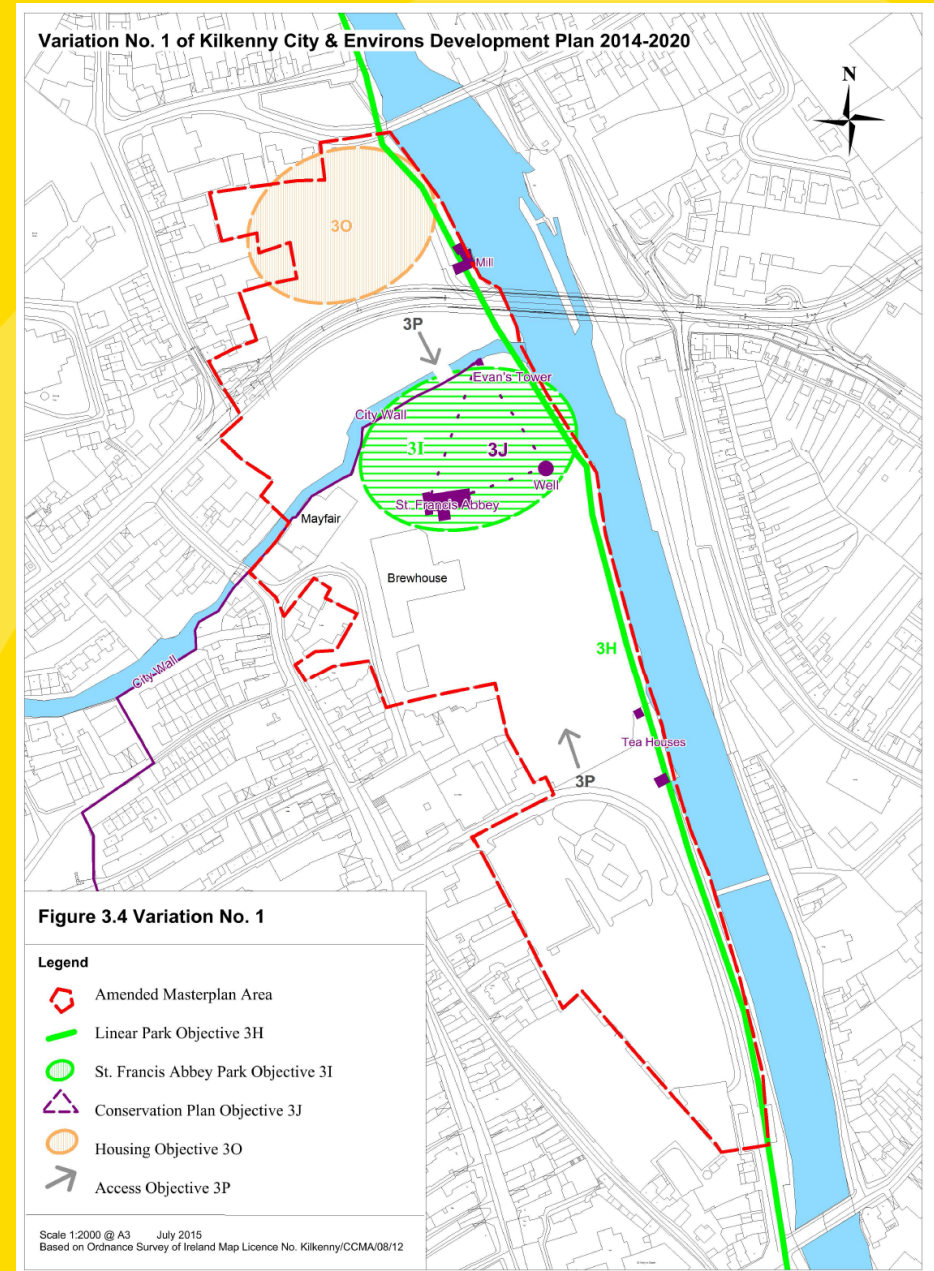 Variation No. 1 of Kilkenny City & Environs Development Plan 2014-2020
N
3O
Mill
3P
Evan's Tower
City Wall
3I
3J
Well
St. Francis Abbey
Mayfair
Brewhouse
3H
City Wall
Tea Houses
3P
Figure 3.4 Variation No. 1
Legend
Amended Masterplan Area
Linear Park Objective 3H
St. Francis Abbey Park Objective 3I
Conservation Plan Objective 3J
Housing Objective 3O
Access Objective 3P
Scale 1:2000 @ A3 July 2015
Based on Ordnance Survey of Ireland Map Licence No. Kilkenny/CCMA/08/12